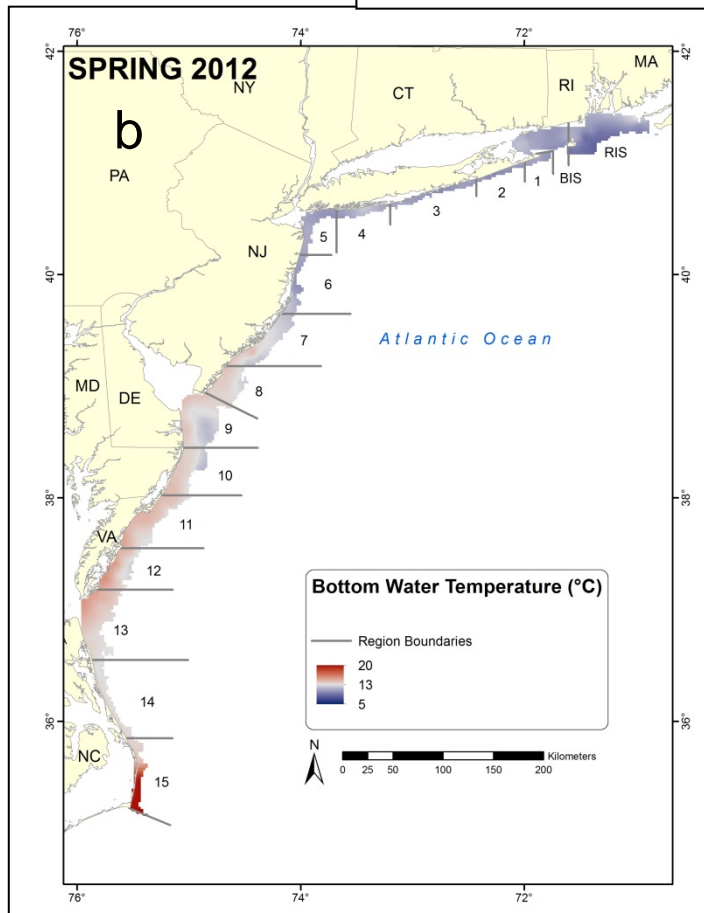 76°
74°
72°
42°
42°
SPRING 2012
b
NY
CT
RI
MA
PA
RIS
BIS
1
2
3
4
5
NJ
40°
40°
6
Atlantic Ocean
7
MD
DE
8
9
10
38°
38°
11
VA
12
13
Bottom Water Temperature (°C)
Region Boundaries
20
13
5
14
36°
36°
NC
15
N
Kilometers
0 25 50 100 150 200
76°
74°
72°